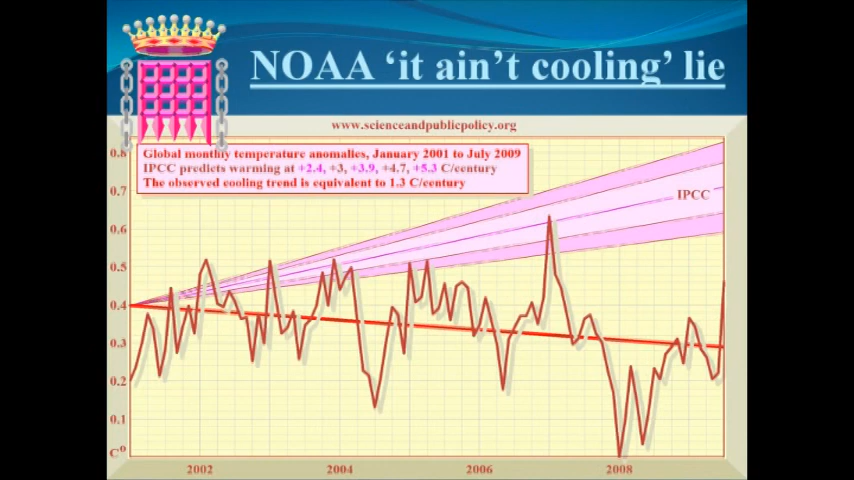 NOAA ‘it ain’t cooling’ lie
www.scienceandpublicpolicy.org
Global monthly temperature anomalies, January 2001 to July 2009
IPCC predicts warming at +2.4, +3, +3.9, +4.7, +5.3 C/century
The observed cooling trend is equivalent to 1.3 C/century
0.8
0.7
IPCC
0.6
0.5
0.4
0.3
0.2
0.1
C°
2002 2004 2006 2008